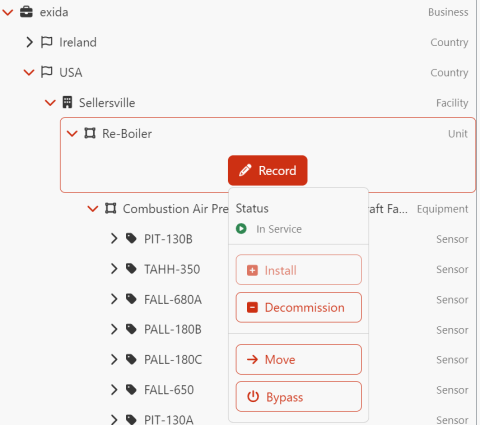 exida Business
Ireland Country
USA Country
Sellersville Facility
Re-Boiler Unit
Record
Combustion Air Pre aft Fa... Equipment
Status
In Service
PIT-130B Sensor
TAHH-350 Sensor
Install
FALL-680A Sensor
Decommission
PALL-180B Sensor
PALL-180C Sensor
Move
FALL-650 Sensor
Bypass
PIT-130A Sensor